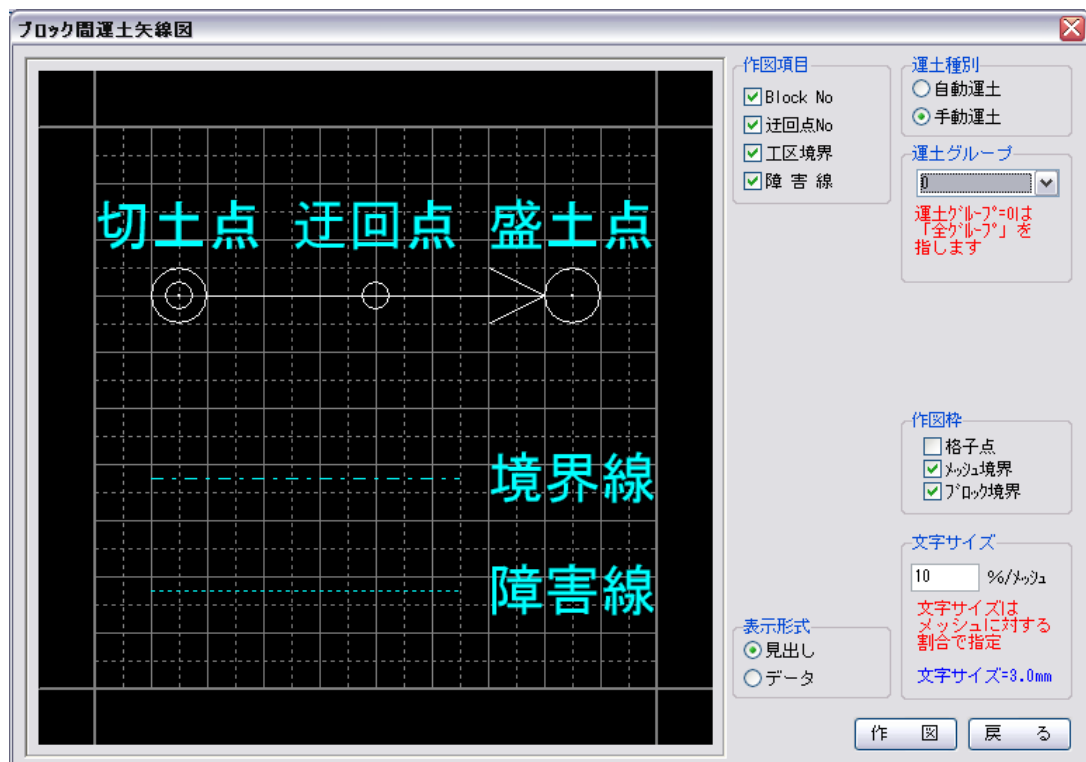 ブロック間運土矢線図
切土点 迂回点 盛土点
境界線
障害線
作図項目
Block No
迂回点No
工区境界
障 害 線
表示形式
見出し
データ
運土種別
自動運土
手動運土
運土グループ
0
運土ｸﾞﾙｰﾌﾟ=0は
「全ｸﾞﾙｰﾌﾟ」を
指します
作図枠
格子点
ﾒｯｼｭ境界
ﾌﾞﾛｯｸ境界
文字サイズ
10 %/ﾒｯｼｭ
文字サイズは
メッシュに対する
割合で指定
文字サイズ=3.0mm
作 図
戻 る